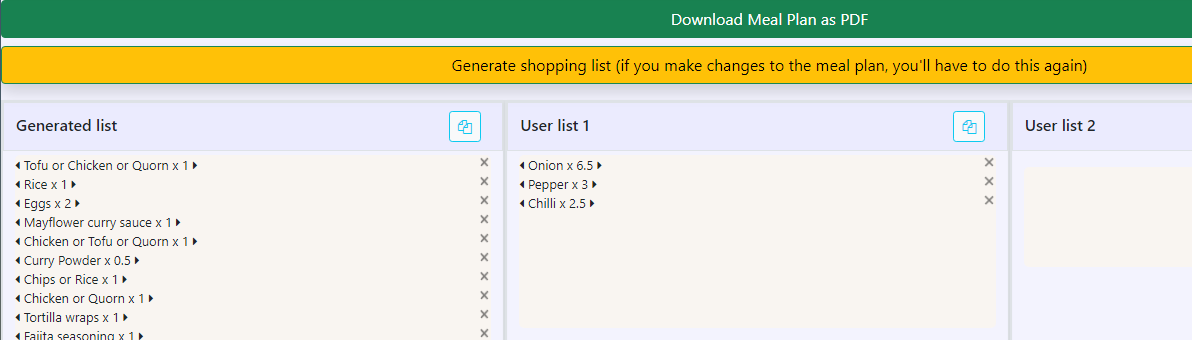 Download Meal Plan as PDF
Generate shopping list (if you make changes to the meal plan, you'll have to do this again)
Generated list
Tofu or Chicken or Quorn x 1
Rice x 1
Eggs x 2
Mayflower curry sauce x 1
Chicken or Tofu or Quorn x 1
Curry Powder x 0.5
Chips or Rice x 1
Chicken or Quorn x 1
Tortilla wraps x 1
Fajita seasoning x 1
User list 1
Onion x 6.5
Pepper x 3
Chilli x 2.5
User list 2